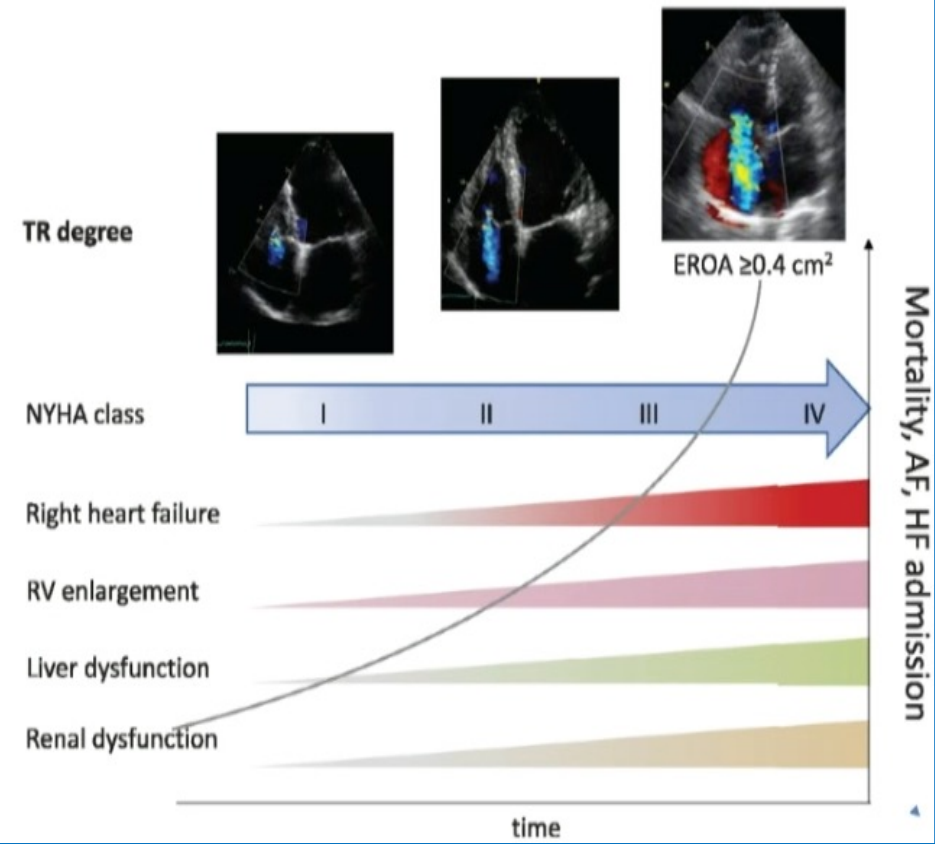 TR degree
EROA ≥0.4 cm²
NYHA class
I
II
III
IV
Right heart failure
RV enlargement
Liver dysfunction
Renal dysfunction
time
Mortality, AF, HF admission